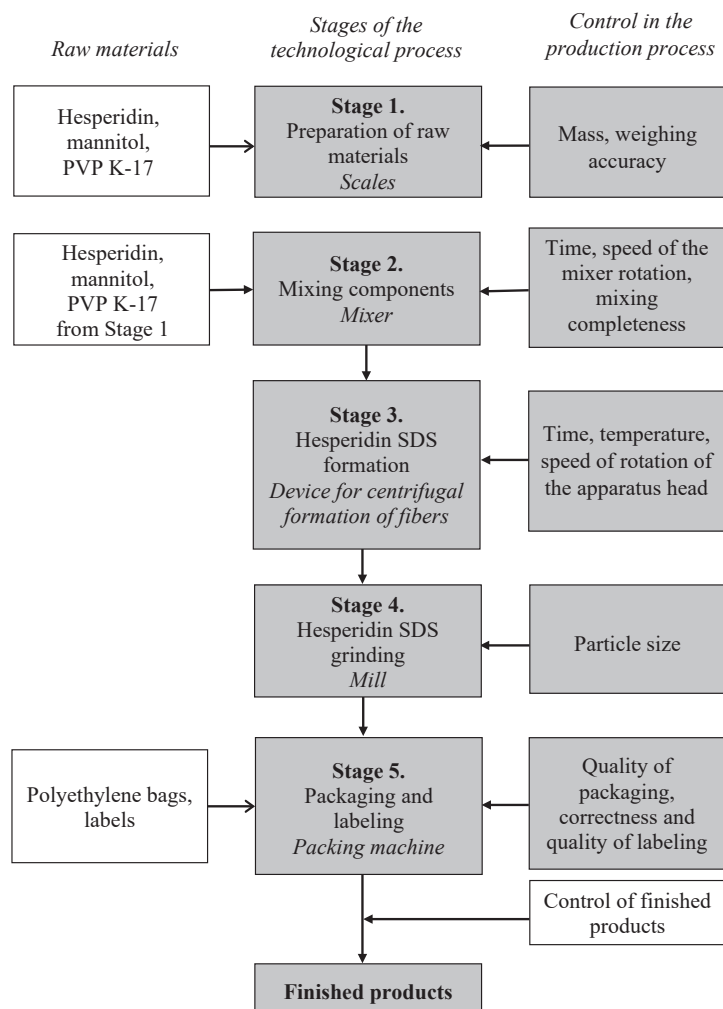 Raw materials
Stages of the
technological process
Control in the
production process
Hesperidin,
mannitol,
PVP K-17
Stage 1.
Preparation of raw
materials
Scales
Mass, weighing
accuracy
Hesperidin,
mannitol,
PVP K-17
from Stage 1
Stage 2.
Mixing components
Mixer
Time, speed of the
mixer rotation,
mixing
completeness
Stage 3.
Hesperidin SDS
formation
Device for centrifugal
formation of fibers
Time, temperature,
speed of rotation of
the apparatus head
Stage 4.
Hesperidin SDS
grinding
Mill
Particle size
Polyethylene bags,
labels
Stage 5.
Packaging and
labeling
Packing machine
Quality of
packaging,
correctness and
quality of labeling
Control of finished
products
Finished products